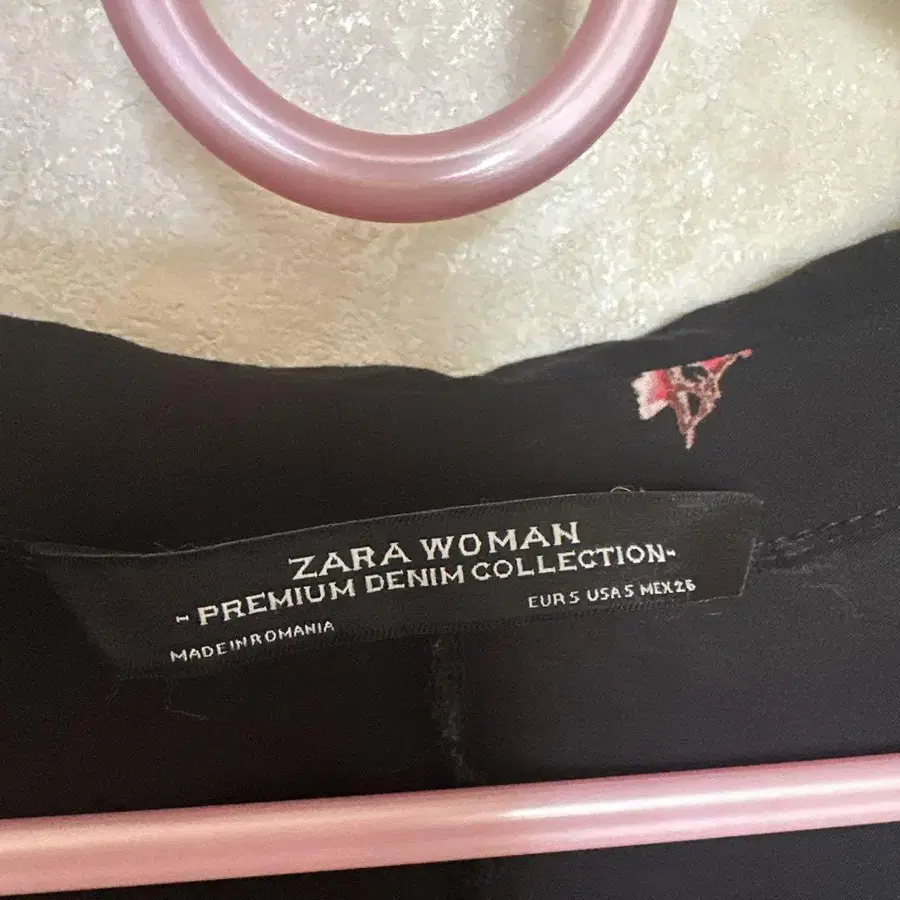 ZARA WOMAN
- PREMIUM DENIM COLLECTION-
MADE IN ROMANIA
EUR S USA S MEX 26